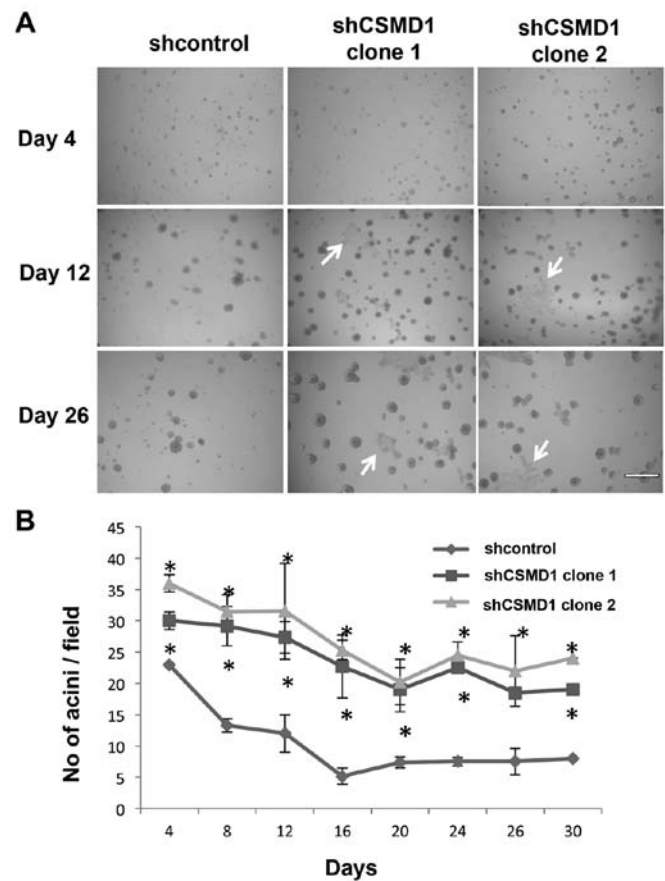 A
shcontrol
shCSMD1
clone 1
shCSMD1
clone 2
Day 4
Day 12
Day 26
B
45
40
35
30
25
20
15
10
5
0
No of acini / field
shcontrol
shCSMD1 clone 1
shCSMD1 clone 2
* * * * * * * *
* * * * * * *
4 8 12 16 20 24 26 30
Days